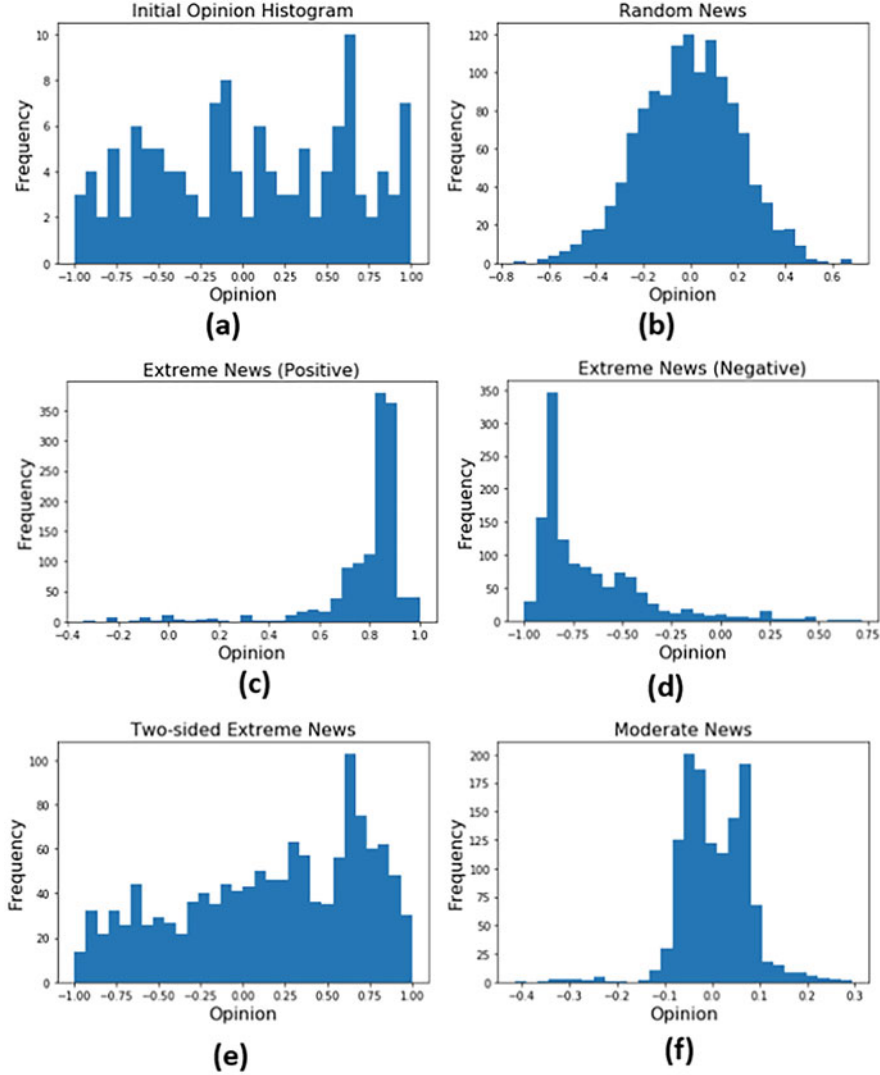 Initial Opinion Histogram
Frequency
10
8
6
4
2
0
−1.00 −0.75 −0.50 −0.25 0.00 0.25 0.50 0.75 1.00
Opinion
(a)
Random News
Frequency
120
100
80
60
40
20
0
−0.8 −0.6 −0.4 −0.2 0.0 0.2 0.4 0.6
Opinion
(b)
Extreme News (Positive)
Frequency
350
300
250
200
150
100
50
0
−0.4 −0.2 0.0 0.2 0.4 0.6 0.8 1.0
Opinion
(c)
Extreme News (Negative)
Frequency
350
300
250
200
150
100
50
0
−1.00 −0.75 −0.50 −0.25 0.00 0.25 0.50 0.75
Opinion
(d)
Two-sided Extreme News
Frequency
100
80
60
40
20
0
−1.00 −0.75 −0.50 −0.25 0.00 0.25 0.50 0.75 1.00
Opinion
(e)
Moderate News
Frequency
200
175
150
125
100
75
50
25
0
−0.4 −0.3 −0.2 −0.1 0.0 0.1 0.2 0.3
Opinion
(f)